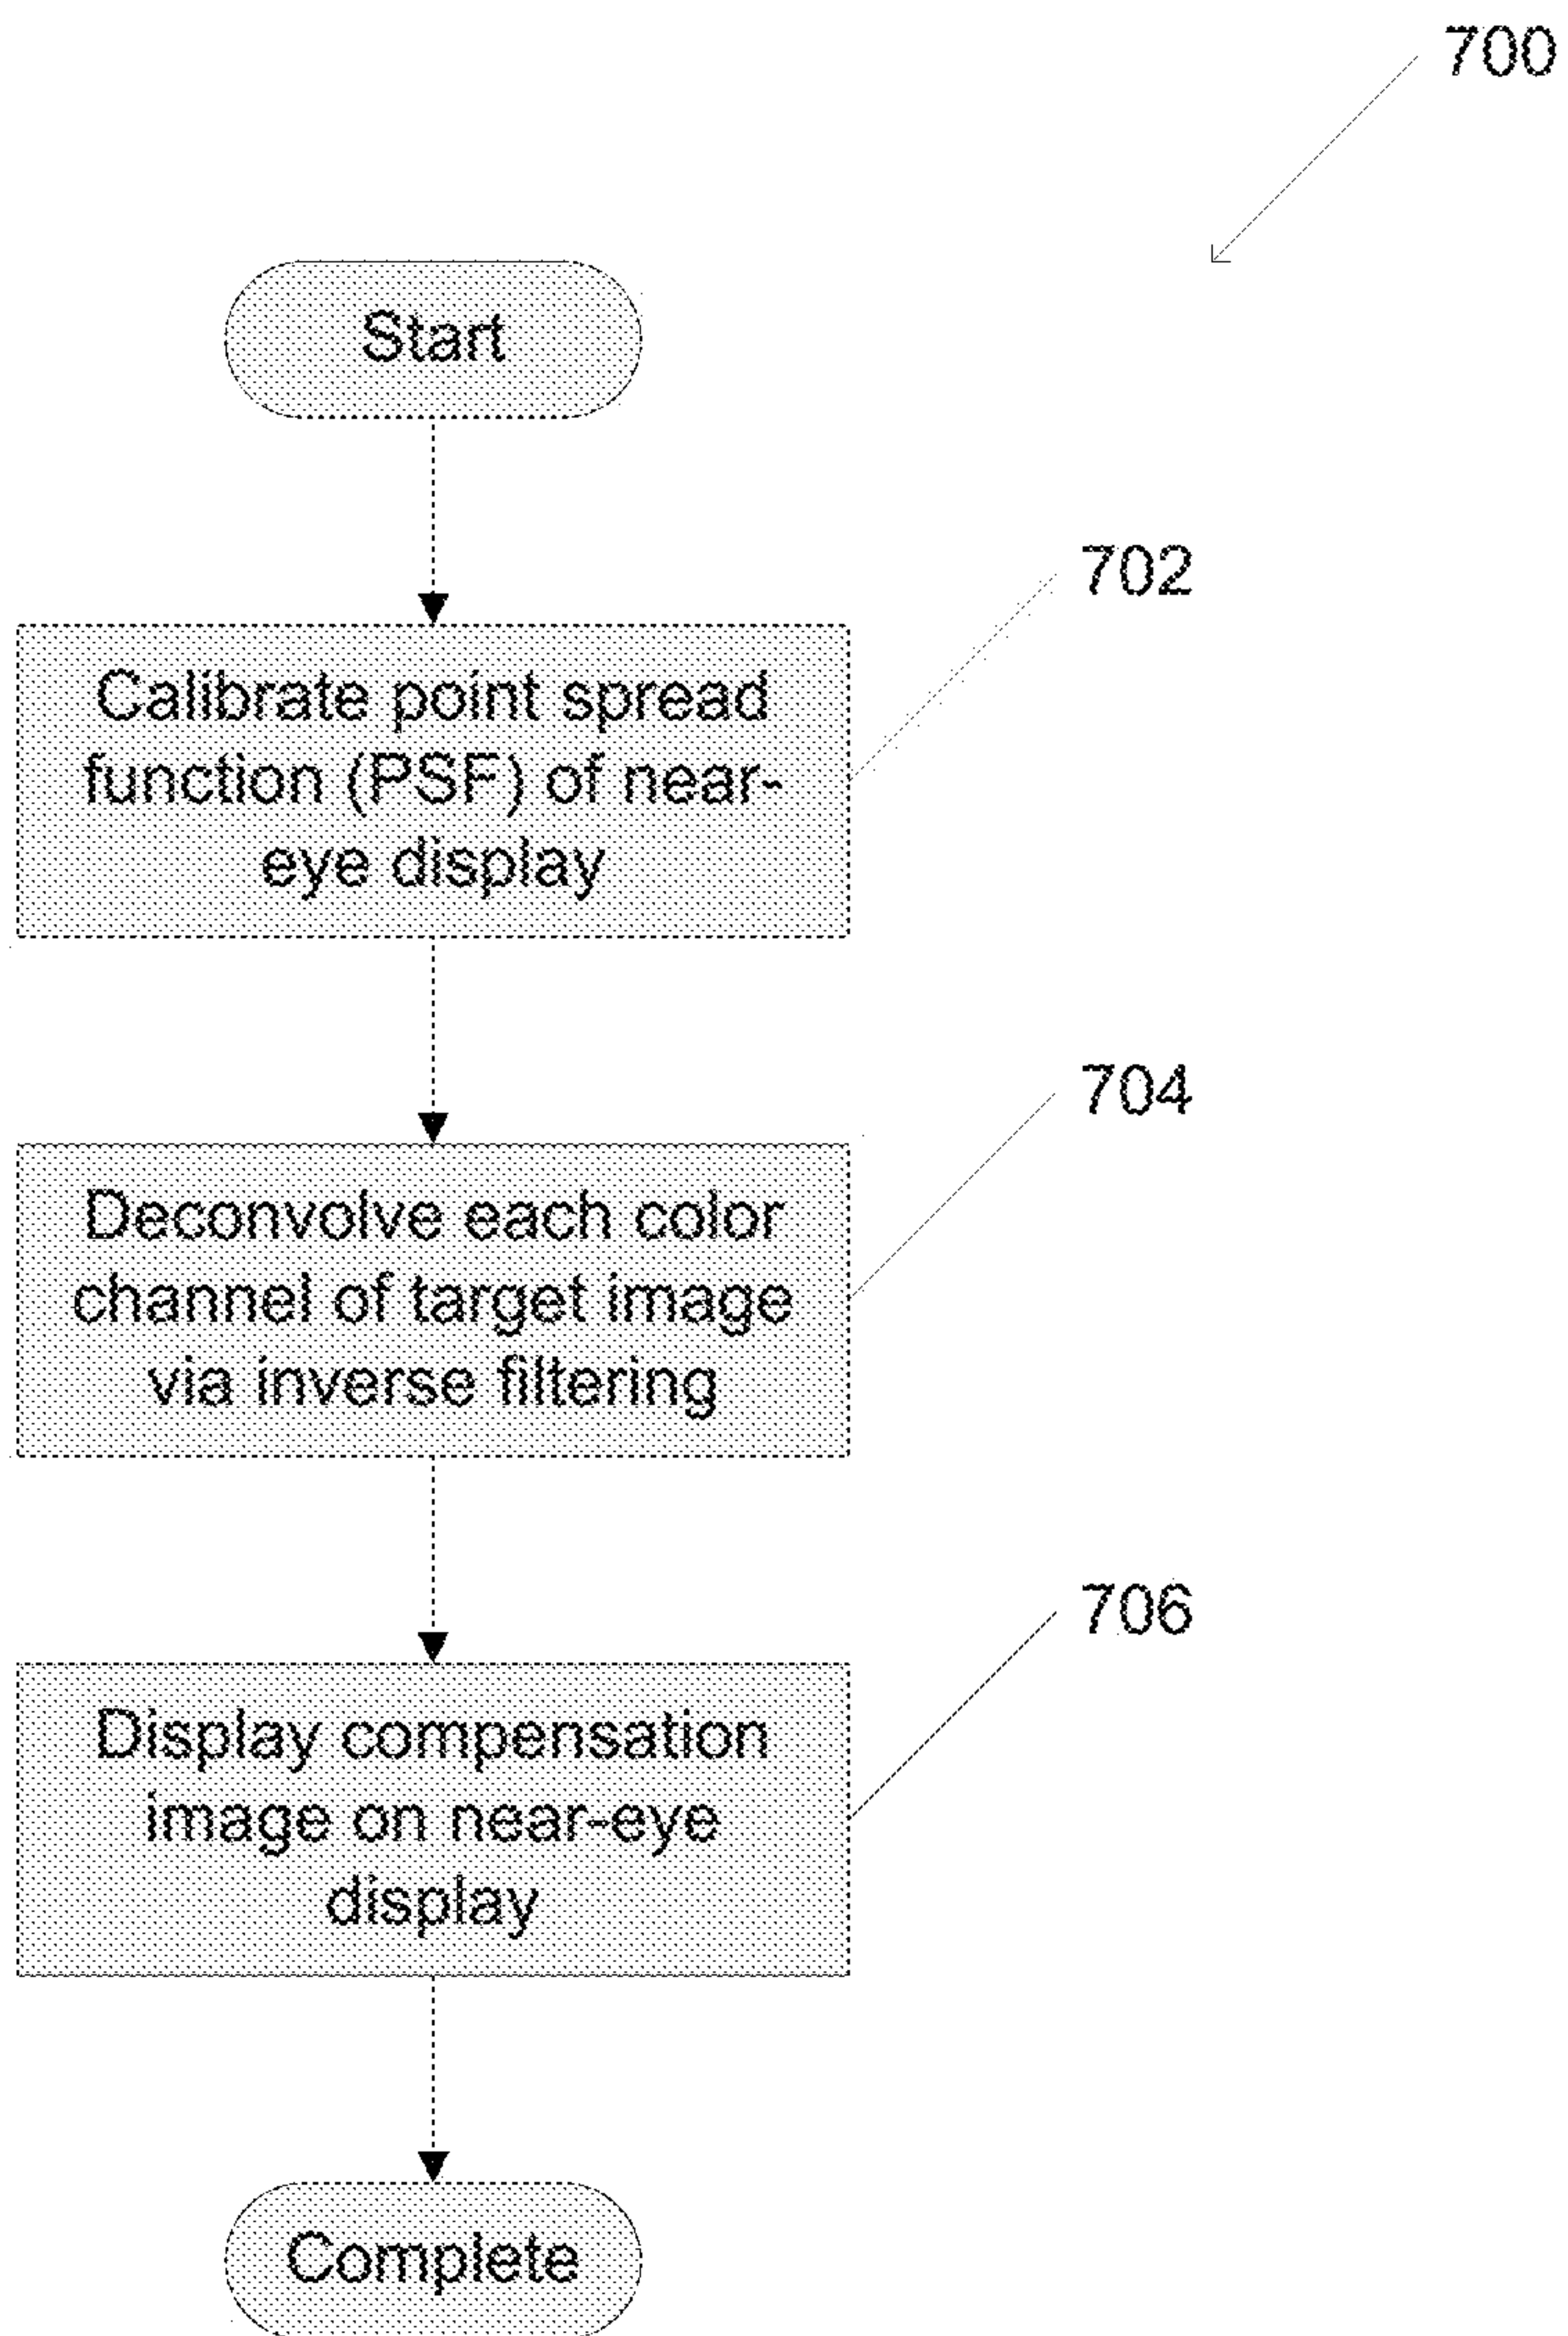 700
Start
702
Calibrate point spread
function (PSF) of near-
eye display
704
Deconvolve each color
channel of target image
via inverse filtering
706
Display compensation
image on near-eye
display
Complete